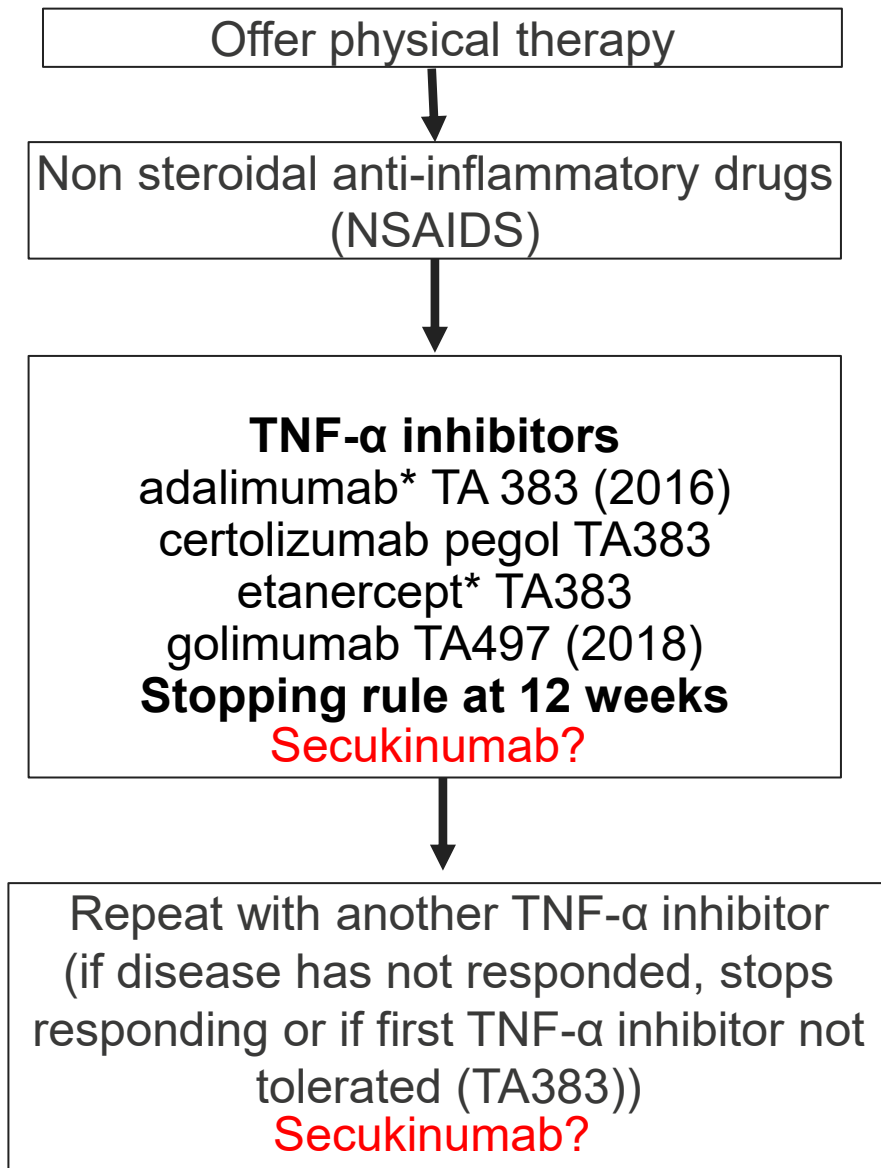 Offer physical therapy
Non steroidal anti-inflammatory drugs
(NSAIDS)
TNF-α inhibitors
adalimumab* TA 383 (2016)
certolizumab pegol TA383
etanercept* TA383
golimumab TA497 (2018)
Stopping rule at 12 weeks
Secukinumab?
Repeat with another TNF-α inhibitor
(if disease has not responded, stops
responding or if first TNF-α inhibitor not
tolerated (TA383))
Secukinumab?